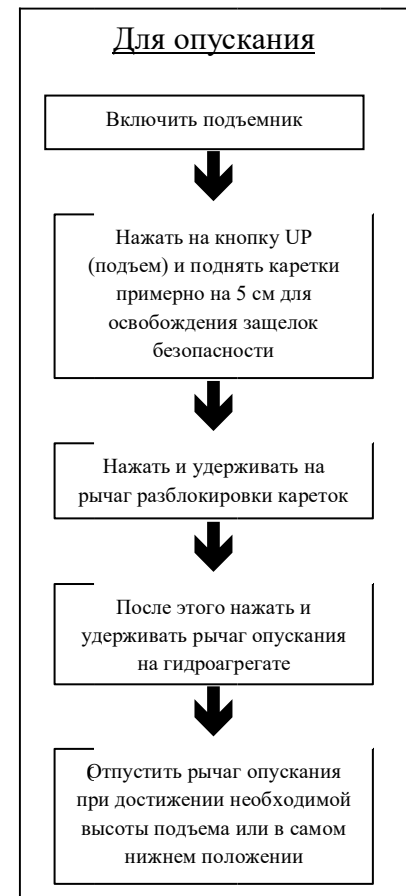 Для опускания
Включить подъемник
Нажать на кнопку UP
(подъем) и поднять каретки
примерно на 5 см для
освобождения защелок
безопасности
Нажать и удерживать на
рычаг разблокировки кареток
После этого нажать и
удерживать рычаг опускания
на гидроагрегате
Отпустить рычаг опускания
при достижении необходимой
высоты подъема или в самом
нижнем положении